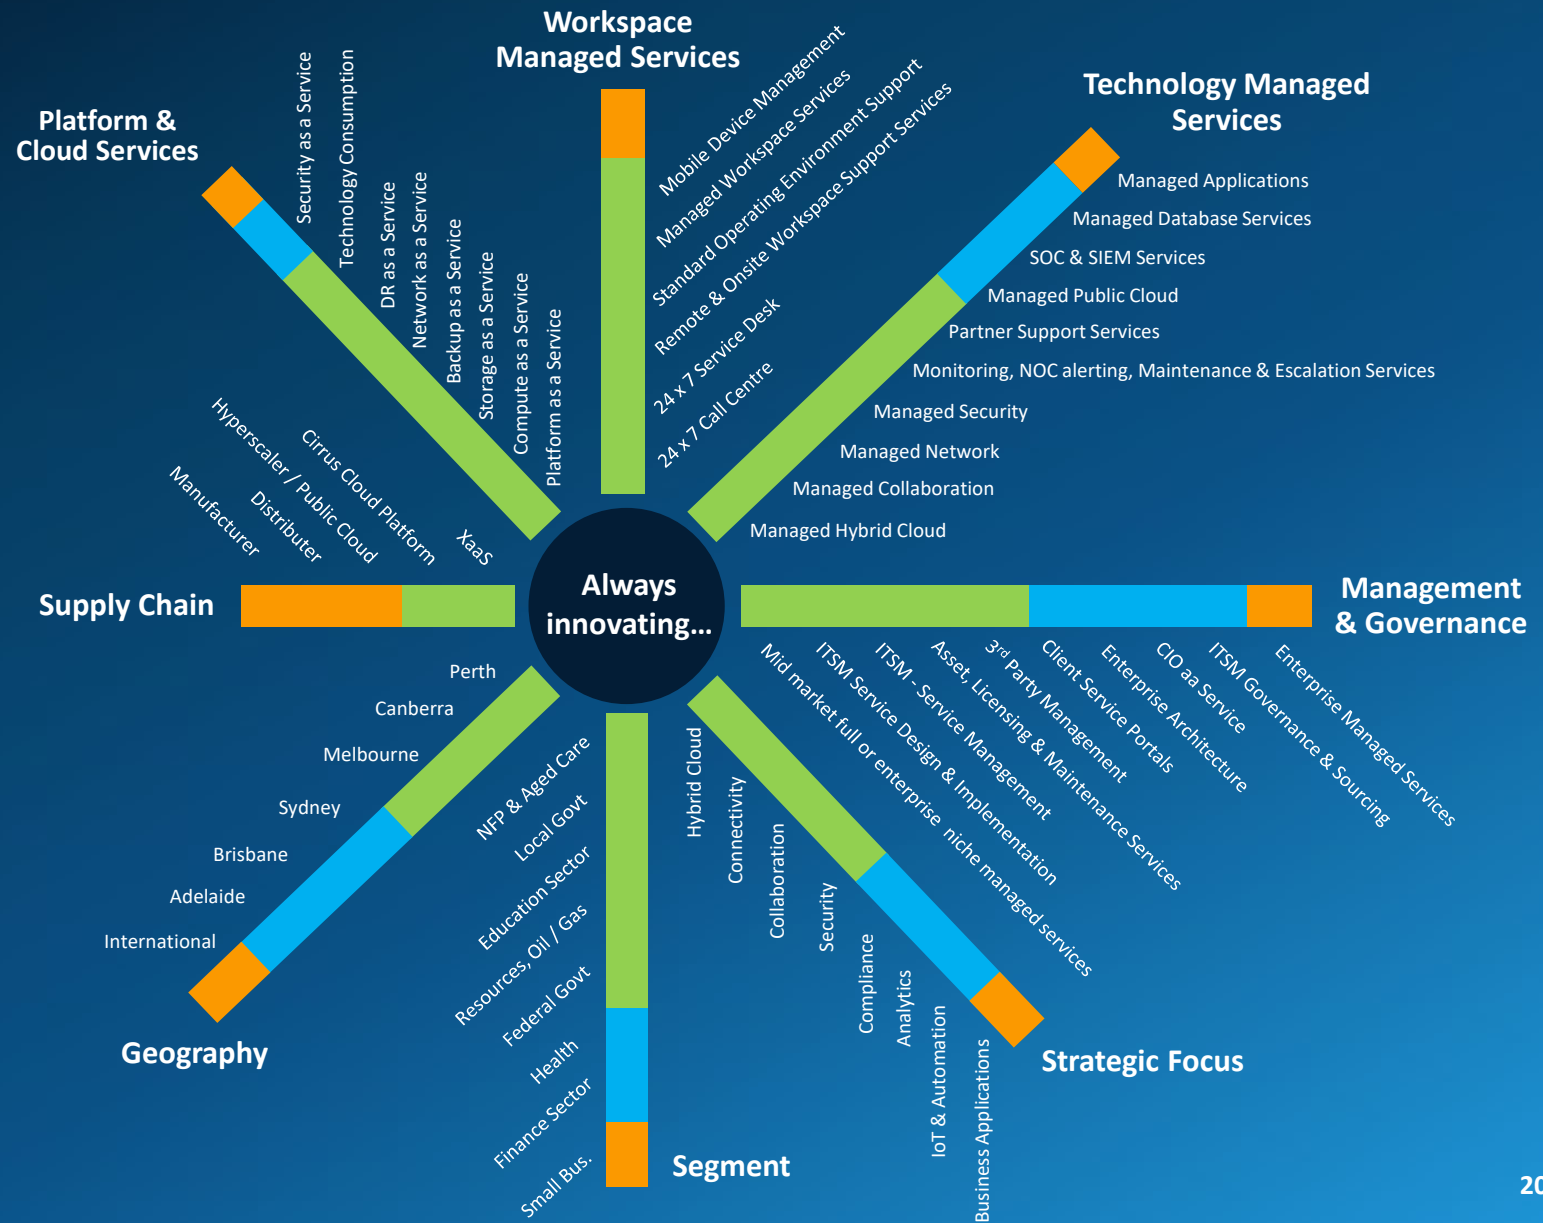 Workspace
Managed Services
Mobile Device Management
Managed Workspace Services
Standard Operating Environment Support
Remote & Onsite Workspace Support Services
24 x 7 Service Desk
24 x 7 Call Centre
Technology Managed
Services
Managed Applications
Managed Database Services
SOC & SIEM Services
Managed Public Cloud
Partner Support Services
Monitoring, NOC alerting, Maintenance & Escalation Services
Managed Security
Managed Network
Managed Collaboration
Managed Hybrid Cloud
Platform &
Cloud Services
Security as a Service
Technology Consumption
DR as a Service
Network as a Service
Backup as a Service
Storage as a Service
Compute as a Service
Platform as a Service
Supply Chain
Manufacturer
Distributer
Hyperscaler / Public Cloud
Cirrus Cloud Platform
XaaS
Always
innovating...
Management
& Governance
Mid market full or enterprise niche managed services
ITSM Service Design & Implementation
ITSM - Service Management
Asset, Licensing & Maintenance Services
3rd Party Management
Client Service Portals
Enterprise Architecture
CIO aa Service
ITSM Governance & Sourcing
Enterprise Managed Services
Perth
Canberra
Melbourne
Sydney
Brisbane
Adelaide
International
Geography
NFP & Aged Care
Local Govt
Education Sector
Resources, Oil / Gas
Federal Govt
Health
Finance Sector
Small Bus.
Segment
Hybrid Cloud
Connectivity
Collaboration
Security
Compliance
Analytics
IoT & Automation
Business Applications
Strategic Focus
20